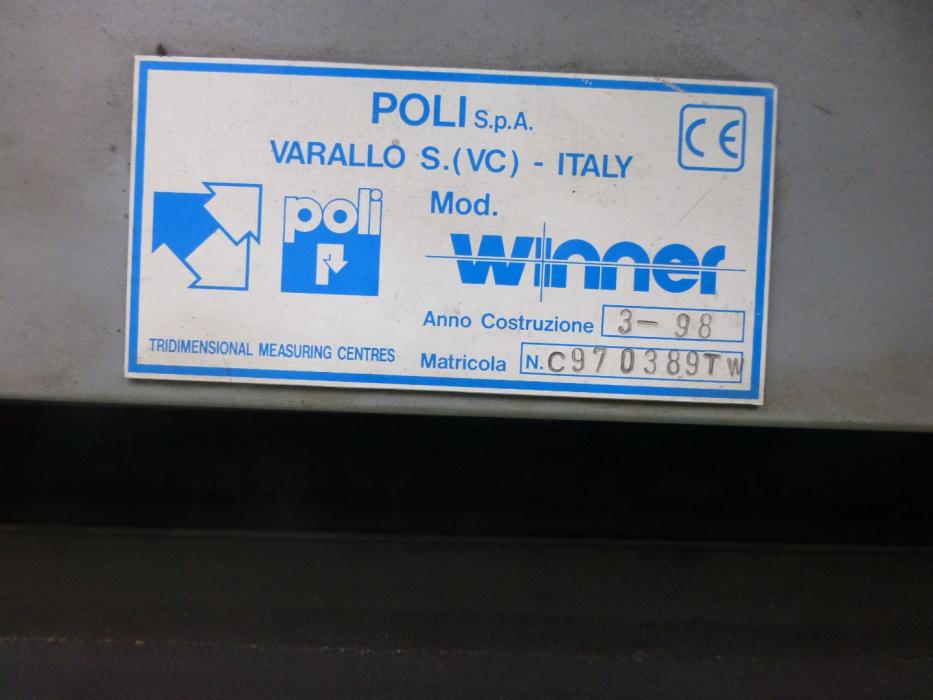 POLI S.p.A.
CE
VARALLO S. (VC) - ITALY
poli
Mod.
winner
Anno Costruzione 3- 98
TRIDIMENSIONAL MEASURING CENTRES
Matricola N. C970389TW